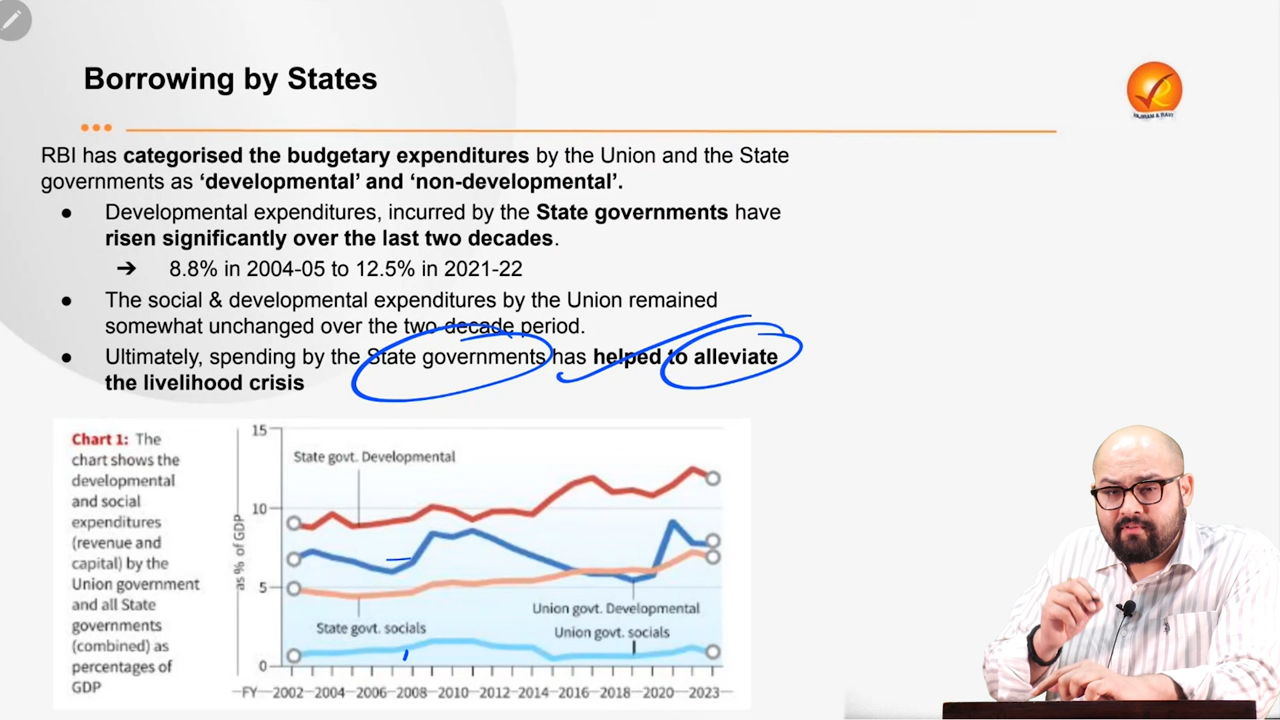 Borrowing by States
VAJIRAM & RAVI
RBI has categorised the budgetary expenditures by the Union and the State
governments as ‘developmental’ and ‘non-developmental’.
● Developmental expenditures, incurred by the State governments have
risen significantly over the last two decades.
➔ 8.8% in 2004-05 to 12.5% in 2021-22
● The social & developmental expenditures by the Union remained
somewhat unchanged over the two decade period.
● Ultimately, spending by the State governments has helped to alleviate
the livelihood crisis
Chart 1: The
chart shows the
developmental
and social
expenditures
(revenue and
capital) by the
Union government
and all State
governments
(combined) as
percentages of
GDP
as % of GDP
15
10
5
0
State govt. Developmental
Union govt. Developmental
State govt. socials
Union govt. socials
FY 2002 2004 2006 2008 2010 2012 2014 2016 2018 2020 2023